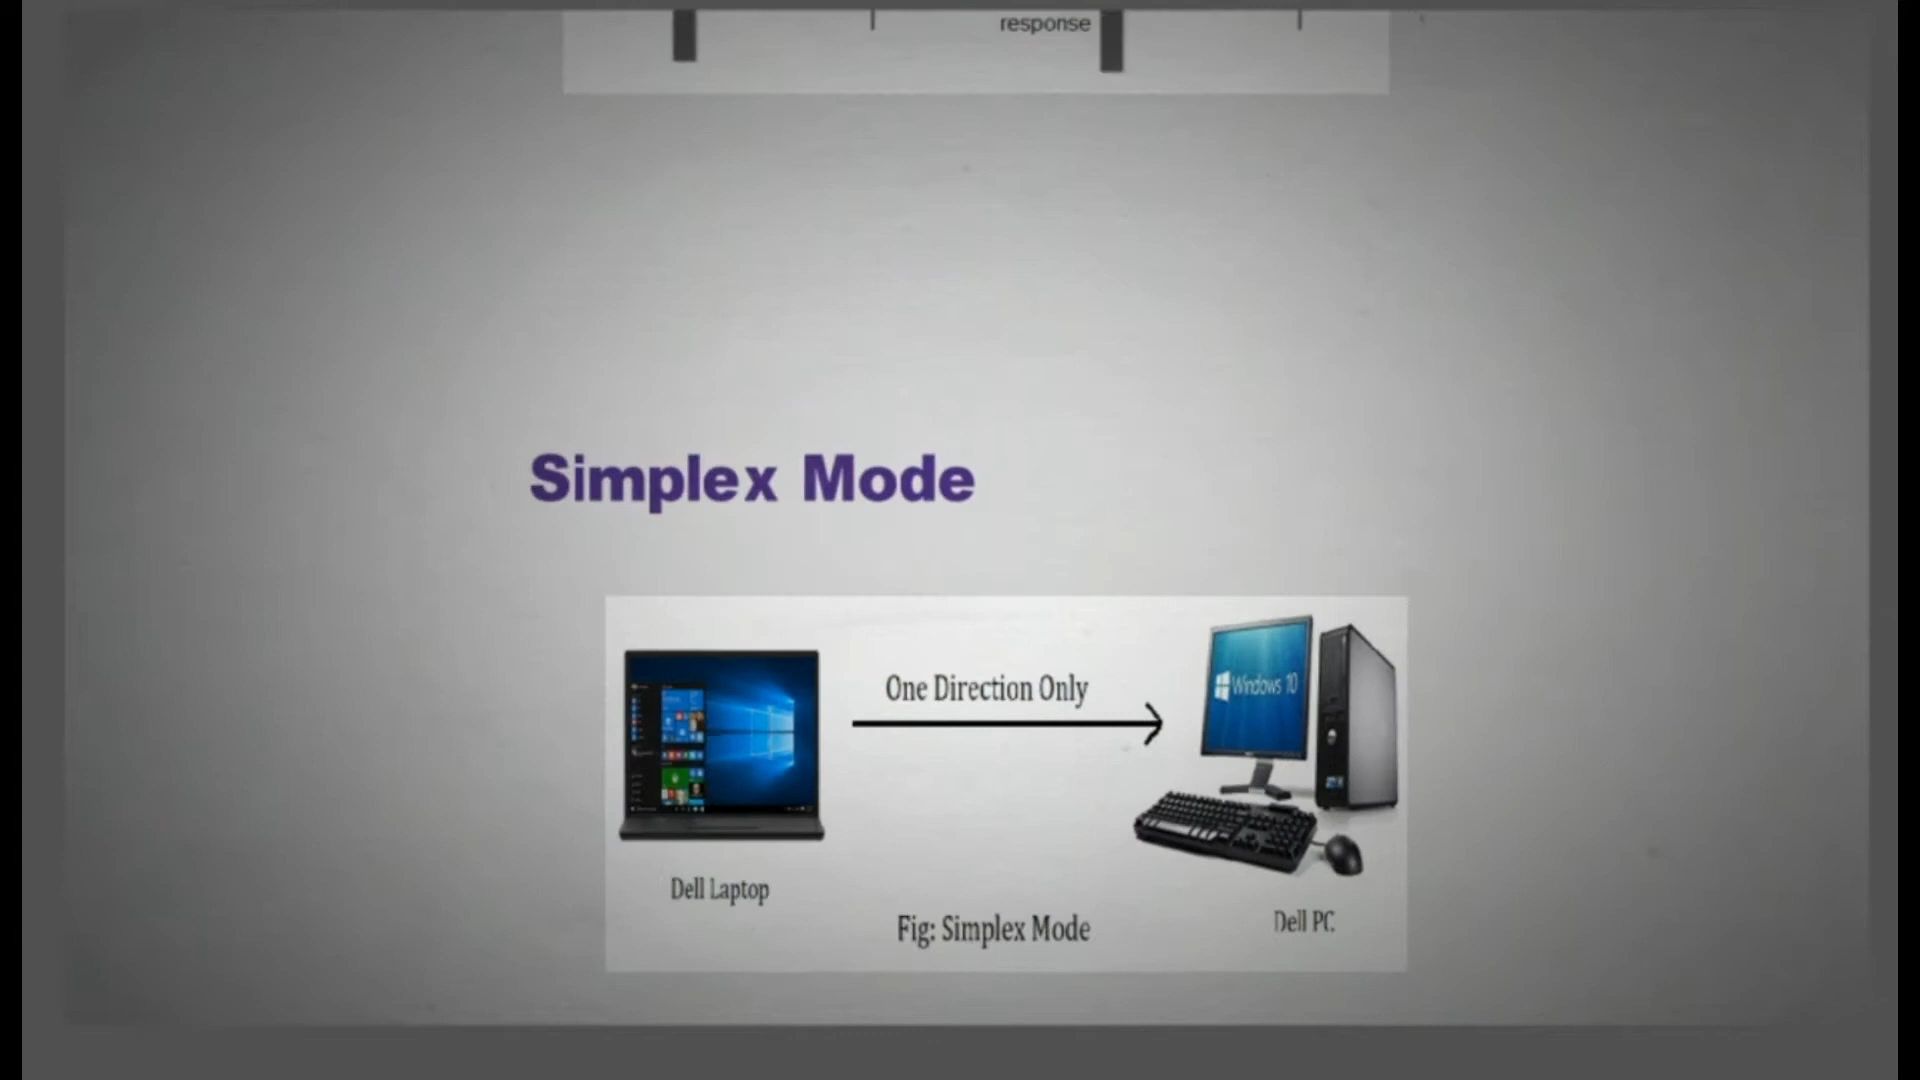 response
Simplex Mode
One Direction Only
Windows 10
Dell Laptop
Fig: Simplex Mode
Dell PC